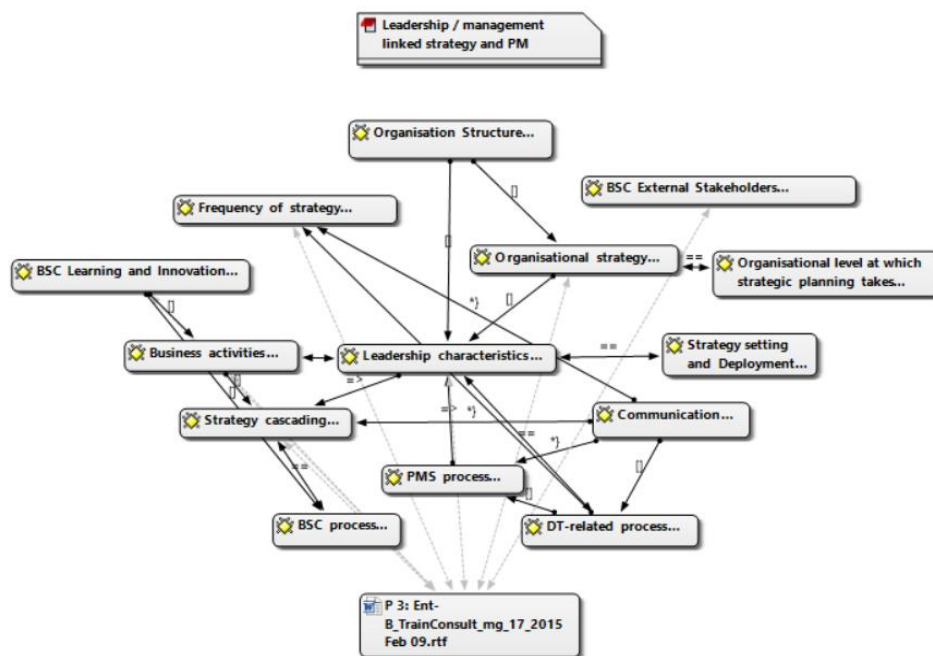 Leadership / management
linked strategy and PM
Organisation Structure...
[]
BSC External Stakeholders...
Frequency of strategy...
[]
Organisational strategy...
==
Organisational level at which
strategic planning takes...
BSC Learning and Innovation...
[]
*}
[]
Business activities...
Leadership characteristics...
==
Strategy setting
and Deployment...
[]
[]
=>
Strategy cascading...
=>
*}
==
*}
Communication...
==
PMS process...
[]
[]
BSC process...
DT-related process...
P 3: Ent-
B_TrainConsult_mg_17_2015
Feb 09.rtf